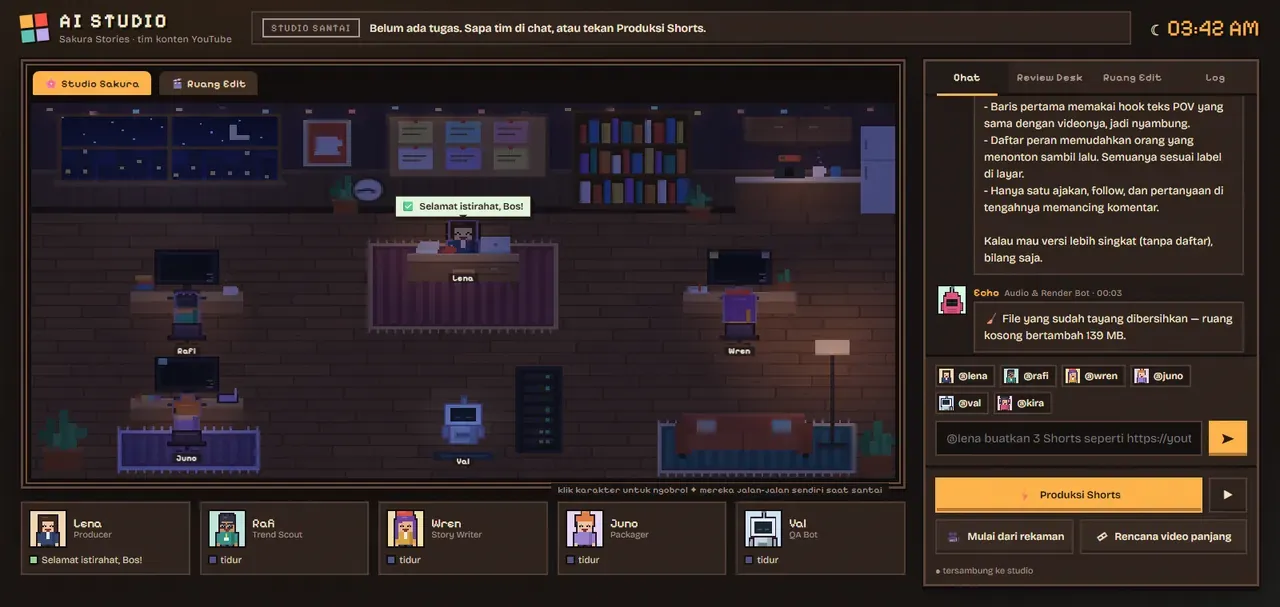 AI STUDIO
Sakura Stories · tim konten YouTube
STUDIO SANTAI
Belum ada tugas. Sapa tim di chat, atau tekan Produksi Shorts.
03:42 AM
Studio Sakura
Ruang Edit
Selamat istirahat, Bos!
Lena
Rafi
Wren
Juno
Val
klik karakter untuk ngobrol ✦ mereka jalan-jalan sendiri saat santai
Lena
Producer
Selamat istirahat, Bos!
Rafi
Trend Scout
tidur
Wren
Story Writer
tidur
Juno
Packager
tidur
Val
QA Bot
tidur
Chat
Review Desk
Ruang Edit
Log
- Baris pertama memakai hook teks POV yang
sama dengan videonya, jadi nyambung.
- Daftar peran memudahkan orang yang
menonton sambil lalu. Semuanya sesuai label
di layar.
- Hanya satu ajakan, follow, dan pertanyaan di
tengahnya memancing komentar.
Kalau mau versi lebih singkat (tanpa daftar),
bilang saja.
Echo Audio & Render Bot · 00:03
File yang sudah tayang dibersihkan — ruang
kosong bertambah 139 MB.
@lena
@rafi
@wren
@juno
@val
@kira
@lena buatkan 3 Shorts seperti https://yout
Produksi Shorts
Mulai dari rekaman
Rencana video panjang
tersambung ke studio